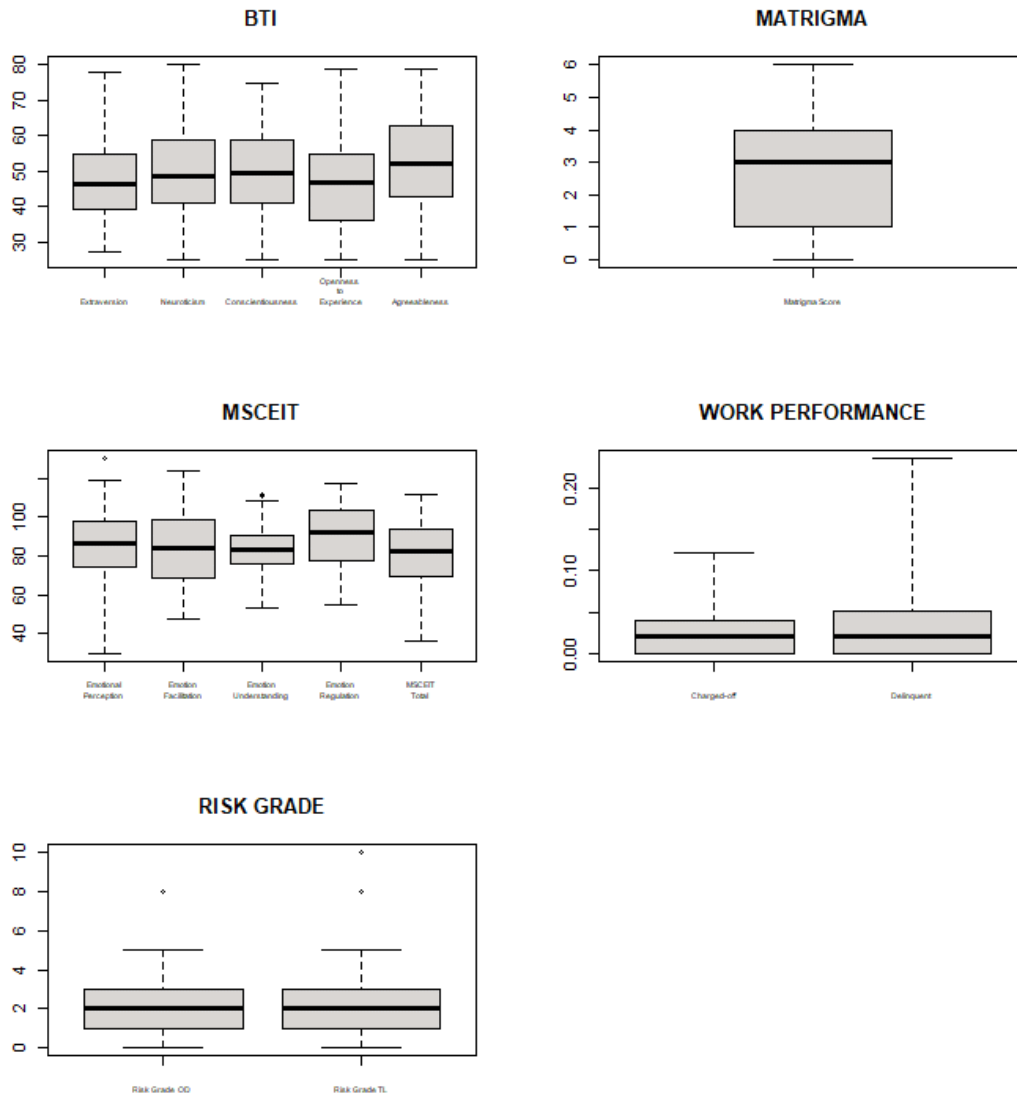 BTI
80
70
60
50
40
30
Extraversion
Neuroticism
Conscientiousness
Openness
to
Experience
Agreeableness
MATRIGMA
6
5
4
3
2
1
0
Matrigma Score
MSCEIT
100
80
60
40
Emotional
Perception
Emotion
Facilitation
Emotion
Understanding
Emotion
Regulation
MSCEIT
Total
WORK PERFORMANCE
0.20
0.10
0.00
Charged-off
Delinquent
RISK GRADE
10
8
6
4
2
0
Risk Grade OD
Risk Grade TL